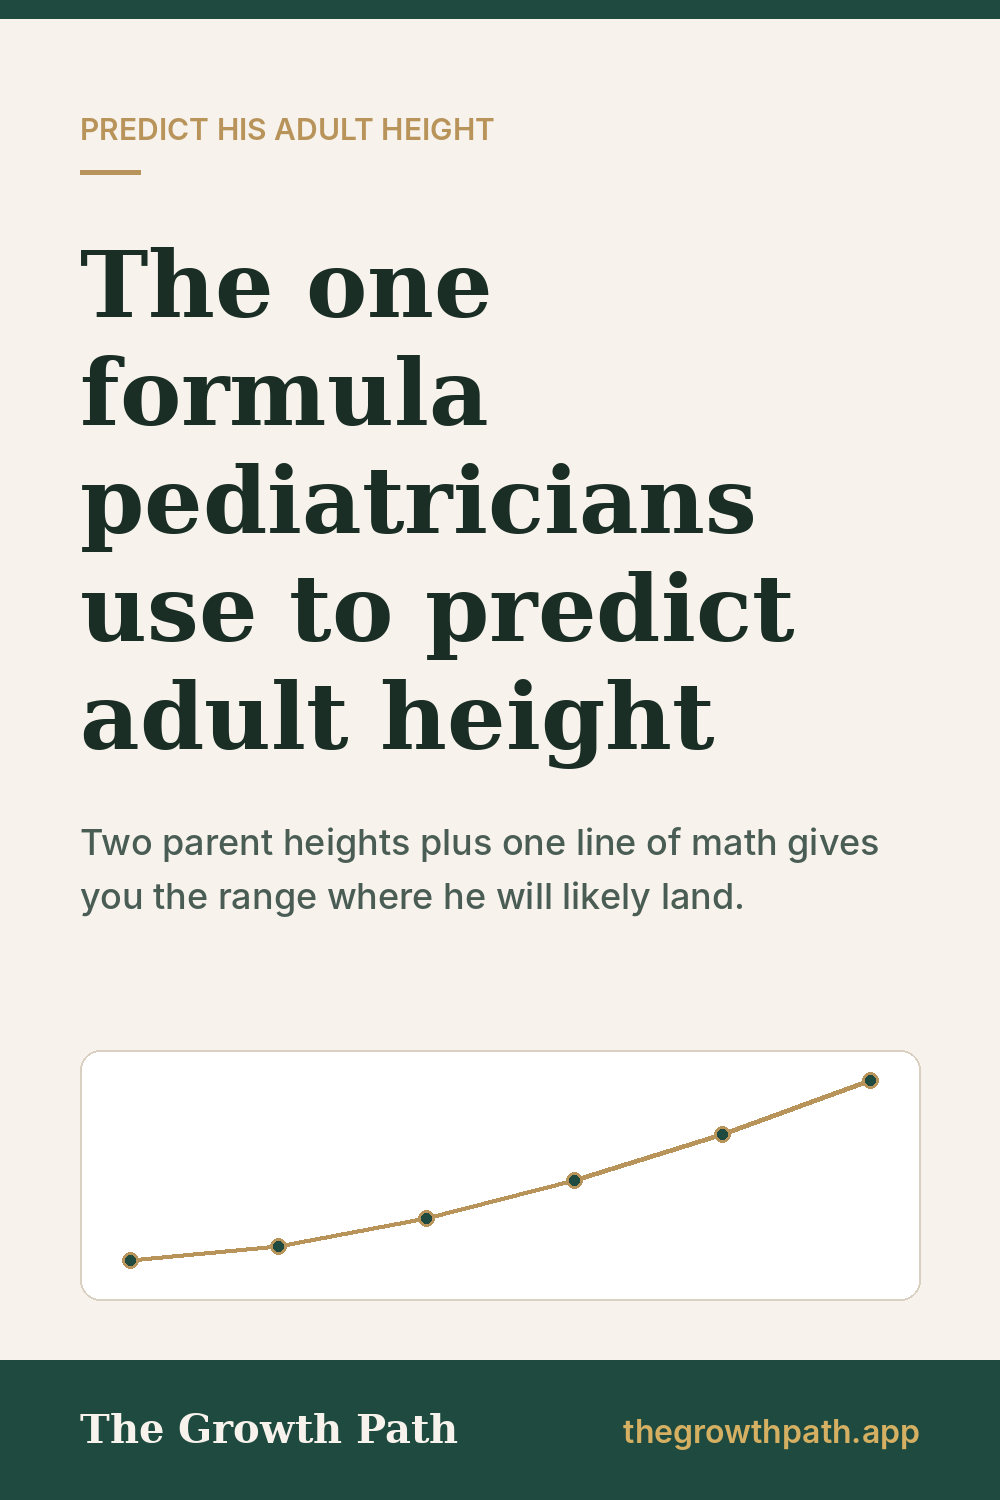 PREDICT HIS ADULT HEIGHT
The one
formula
pediatricians
use to predict
adult height
Two parent heights plus one line of math gives
you the range where he will likely land.
The Growth Path
thegrowthpath.app